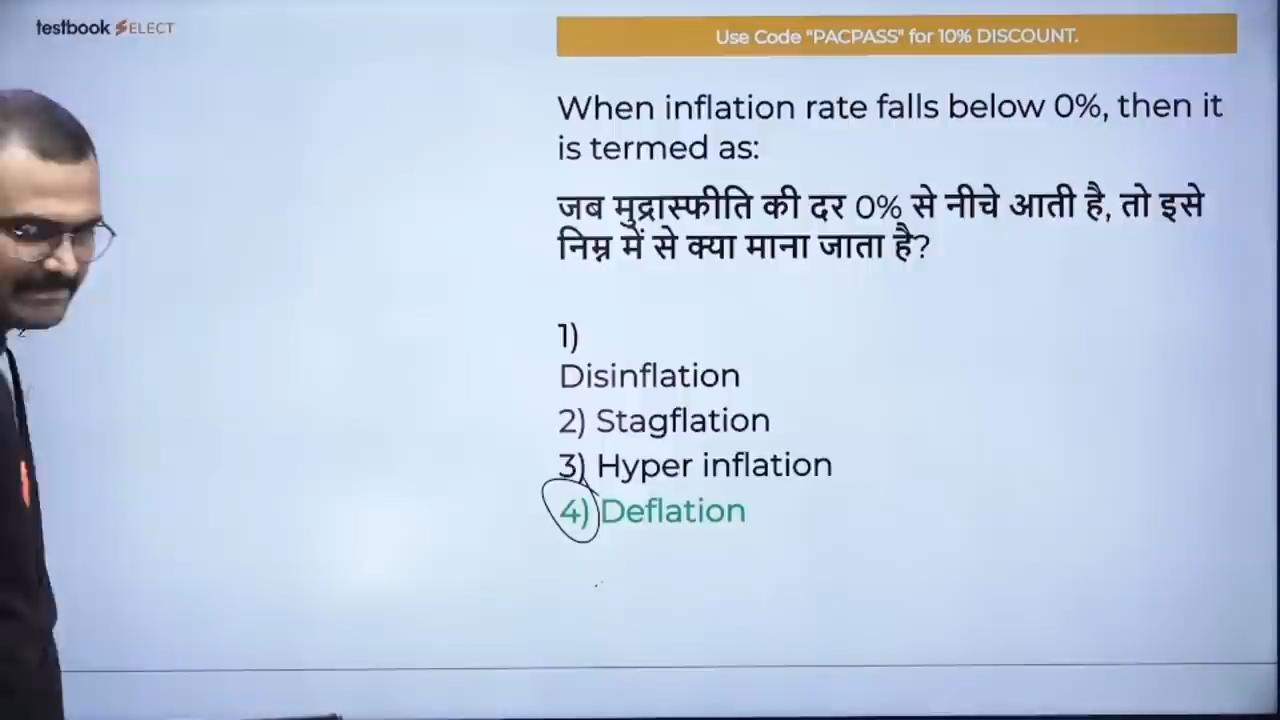 testbook SELECT
Use Code "PACPASS" for 10% DISCOUNT.
When inflation rate falls below 0%, then it
is termed as:
जब मुद्रास्फीति की दर 0% से नीचे आती है, तो इसे
निम्न में से क्या माना जाता है?
1)
Disinflation
2) Stagflation
3) Hyper inflation
4) Deflation